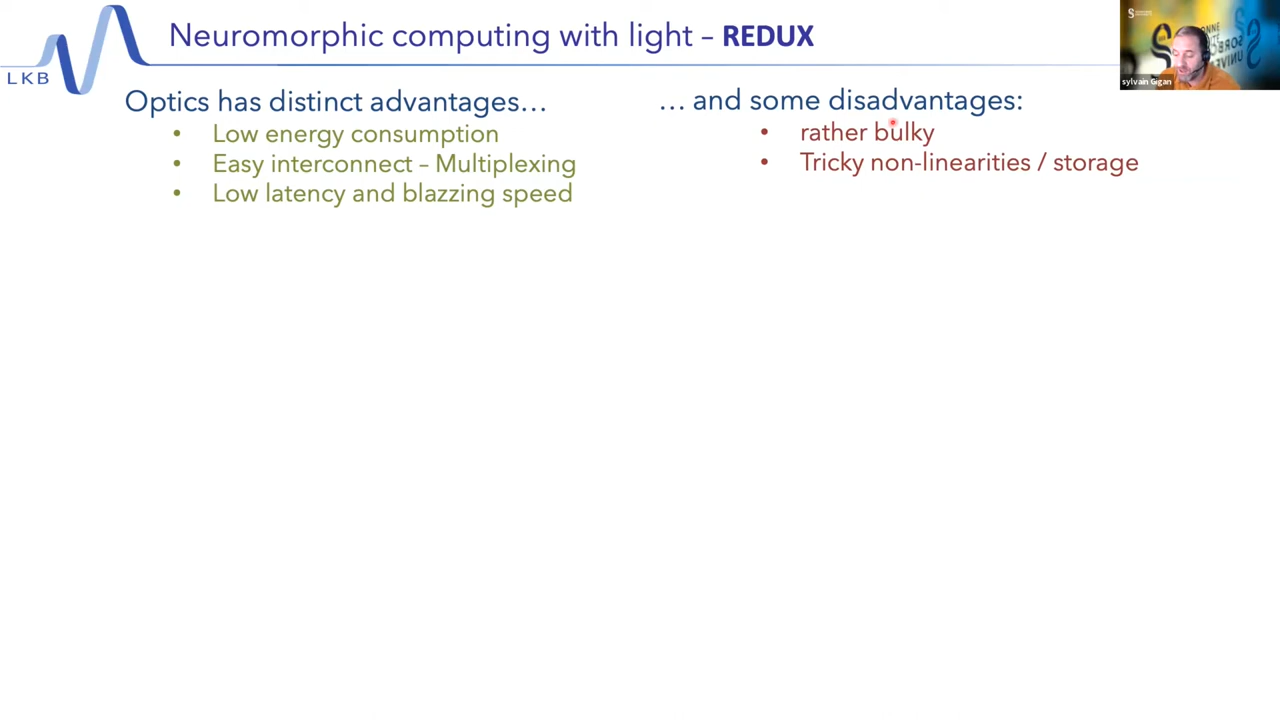 Neuromorphic computing with light – REDUX
LKB
Optics has distinct advantages…
• Low energy consumption
• Easy interconnect – Multiplexing
• Low latency and blazzing speed
… and some disadvantages:
• rather bulky
• Tricky non-linearities / storage
sylvain Gigan